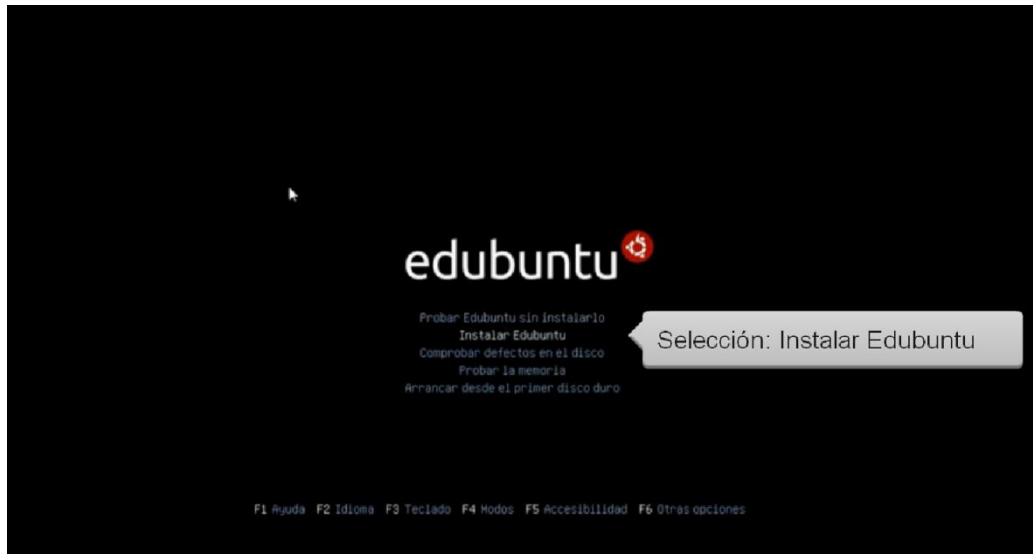 edubuntu
Probar Edubuntu sin instalarlo
Instalar Edubuntu
Selección: Instalar Edubuntu
Comprobar defectos en el disco
Probar la memoria
Arrancar desde el primer disco duro
F1 Ayuda F2 Idioma F3 Teclado F4 Modos F5 Accesibilidad F6 Otras opciones